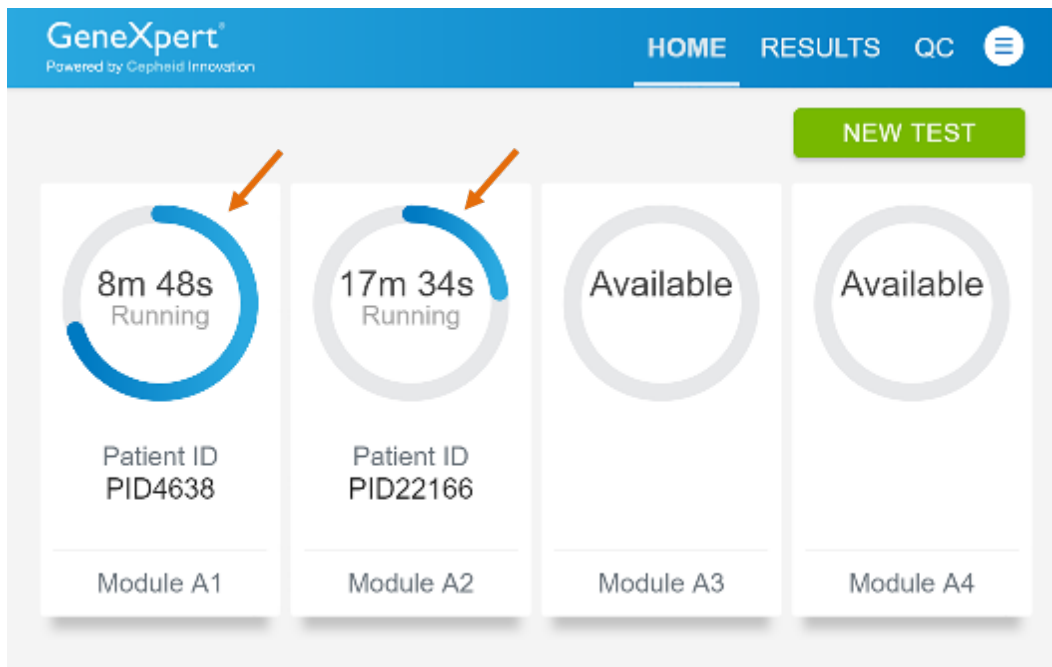 GeneXpert®
Powered by Cepheid Innovation
HOME RESULTS QC
NEW TEST
8m 48s
Running
Patient ID
PID4638
Module A1
17m 34s
Running
Patient ID
PID22166
Module A2
Available
Module A3
Available
Module A4